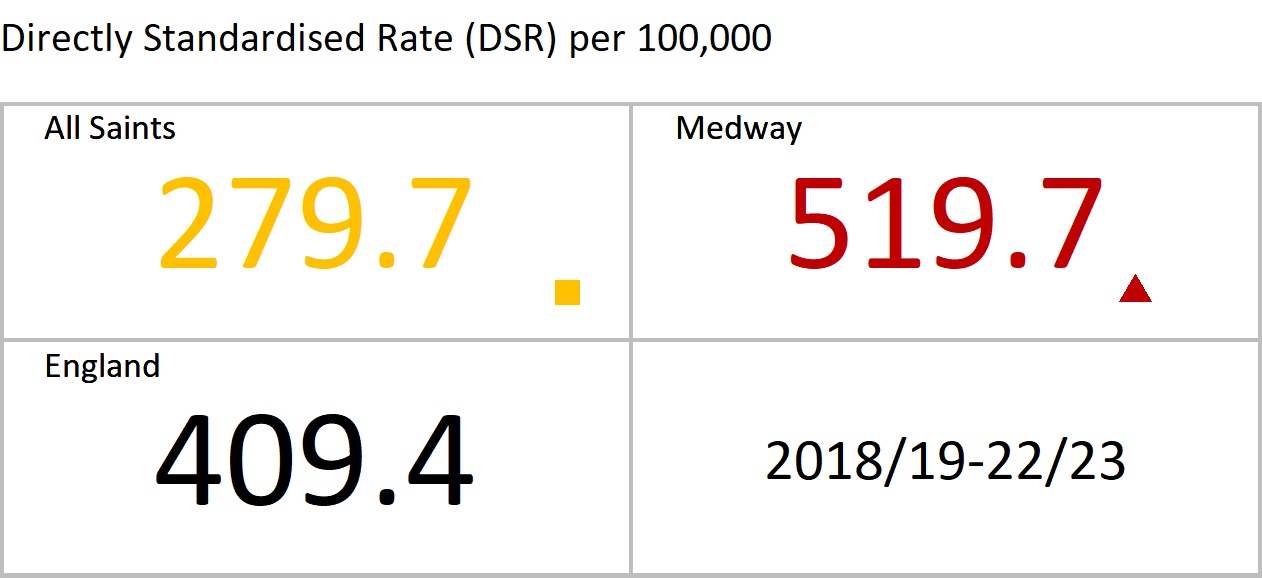 Directly Standardised Rate (DSR) per 100,000
All Saints
279.7
Medway
519.7
England
409.4
2018/19-22/23